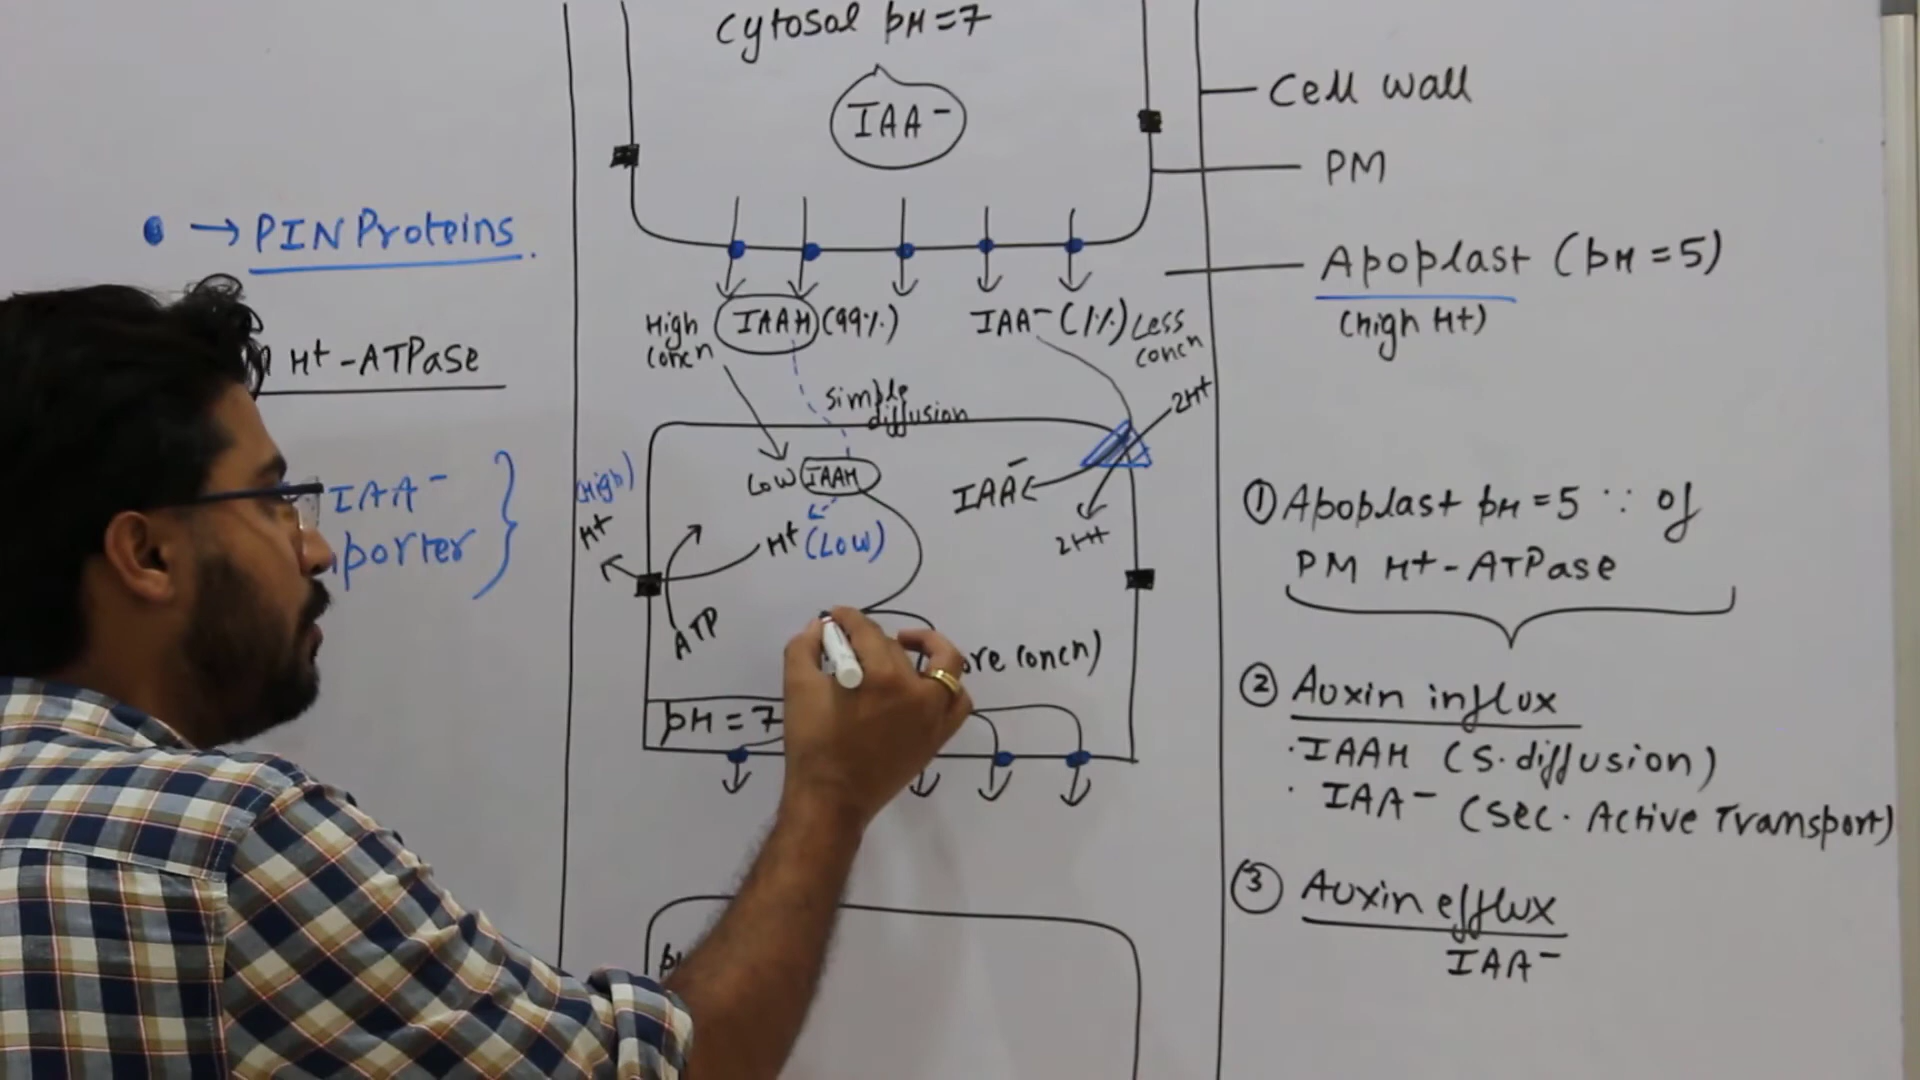 Cytosol pH=7
IAA-
Cell wall
PM
Apoplast (pH=5)
(high H+)
→ PIN Proteins.
H+-ATPase
IAA-
High concn
IAAH (99%)
IAA- (1%)
Less concn
simple diffusion
2H+
Low IAAH
IAA-
2H+
(High)
H+
H+ (Low)
ATP
concn)
pH = 7
① Apoplast pH=5 ∵ of
PM H+-ATPase
② Auxin influx
· IAAH (S. diffusion)
· IAA- (Sec. Active Transport)
③ Auxin efflux
IAA-